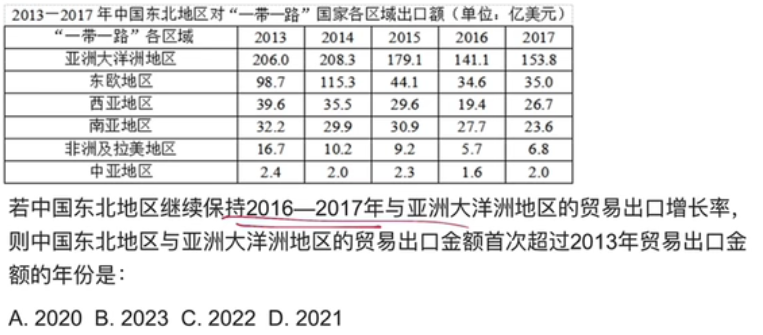 2013—2017 年中国东北地区对“一带一路”国家各区域出口额（单位：亿美元）
“一带一路”各区域 2013 2014 2015 2016 2017
亚洲大洋洲地区 206.0 208.3 179.1 141.1 153.8
东欧地区 98.7 115.3 44.1 34.6 35.0
西亚地区 39.6 35.5 29.6 19.4 26.7
南亚地区 32.2 29.9 30.9 27.7 23.6
非洲及拉美地区 16.7 10.2 9.2 5.7 6.8
中亚地区 2.4 2.0 2.3 1.6 2.0
若中国东北地区继续保持2016—2017年与亚洲大洋洲地区的贸易出口增长率，
则中国东北地区与亚洲大洋洲地区的贸易出口金额首次超过2013年贸易出口金
额的年份是：
A. 2020 B. 2023 C. 2022 D. 2021